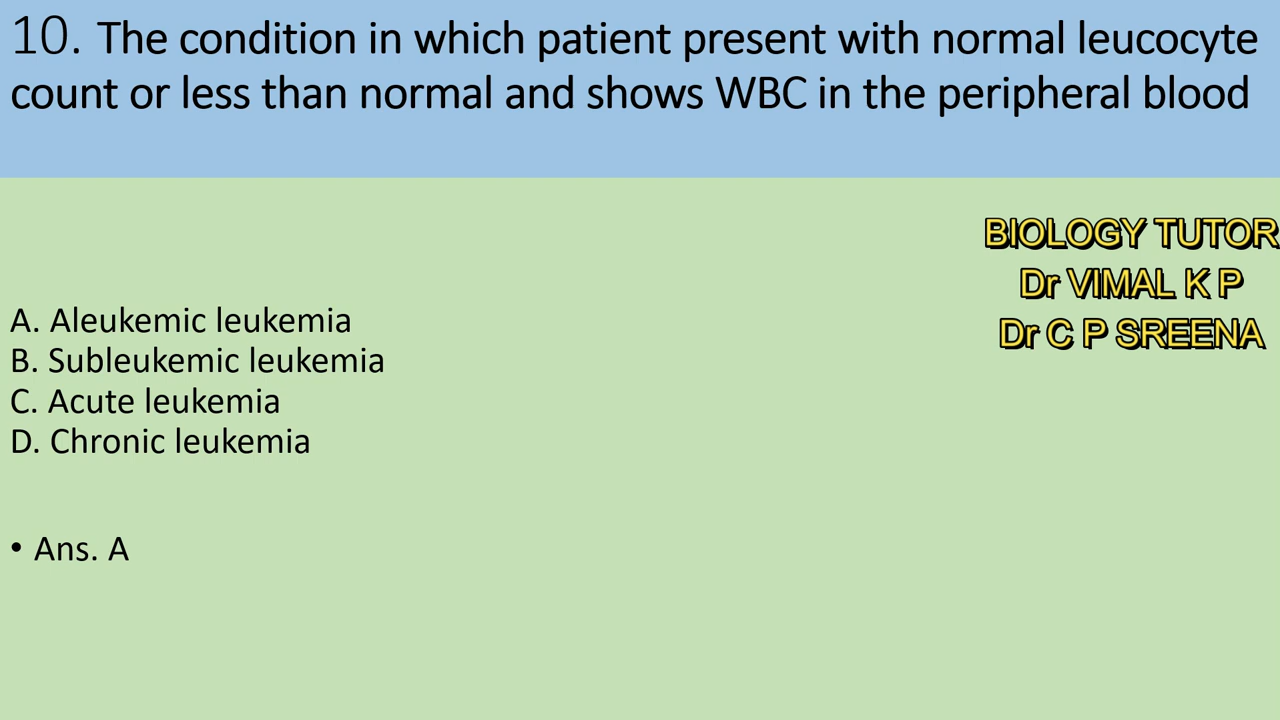 10. The condition in which patient present with normal leucocyte
count or less than normal and shows WBC in the peripheral blood
BIOLOGY TUTOR
Dr VIMAL K P
Dr C P SREENA
A. Aleukemic leukemia
B. Subleukemic leukemia
C. Acute leukemia
D. Chronic leukemia
• Ans. A